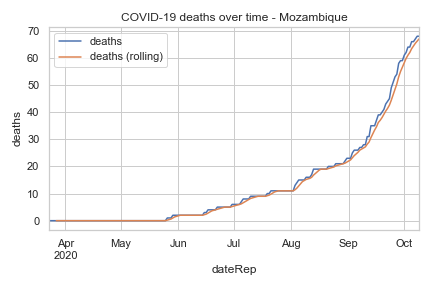 COVID-19 deaths over time - Mozambique
deaths
deaths (rolling)
70
60
50
40
30
20
10
0
deaths
Apr May Jun Jul Aug Sep Oct
2020
dateRep